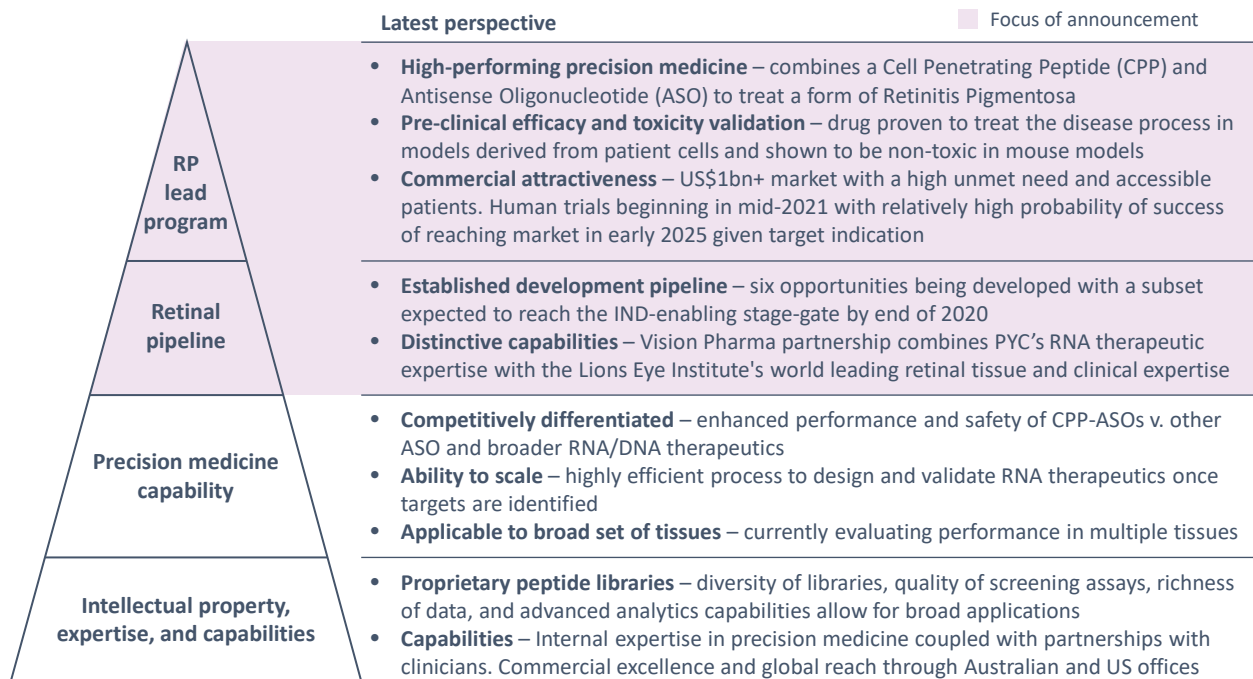 Latest perspective
Focus of announcement
RP
lead
program
• High-performing precision medicine – combines a Cell Penetrating Peptide (CPP) and
Antisense Oligonucleotide (ASO) to treat a form of Retinitis Pigmentosa
• Pre-clinical efficacy and toxicity validation – drug proven to treat the disease process in
models derived from patient cells and shown to be non-toxic in mouse models
• Commercial attractiveness – US$1bn+ market with a high unmet need and accessible
patients. Human trials beginning in mid-2021 with relatively high probability of success
of reaching market in early 2025 given target indication
Retinal
pipeline
• Established development pipeline – six opportunities being developed with a subset
expected to reach the IND-enabling stage-gate by end of 2020
• Distinctive capabilities – Vision Pharma partnership combines PYC’s RNA therapeutic
expertise with the Lions Eye Institute's world leading retinal tissue and clinical expertise
Precision medicine
capability
• Competitively differentiated – enhanced performance and safety of CPP-ASOs v. other
ASO and broader RNA/DNA therapeutics
• Ability to scale – highly efficient process to design and validate RNA therapeutics once
targets are identified
• Applicable to broad set of tissues – currently evaluating performance in multiple tissues
Intellectual property,
expertise, and capabilities
• Proprietary peptide libraries – diversity of libraries, quality of screening assays, richness
of data, and advanced analytics capabilities allow for broad applications
• Capabilities – Internal expertise in precision medicine coupled with partnerships with
clinicians. Commercial excellence and global reach through Australian and US offices